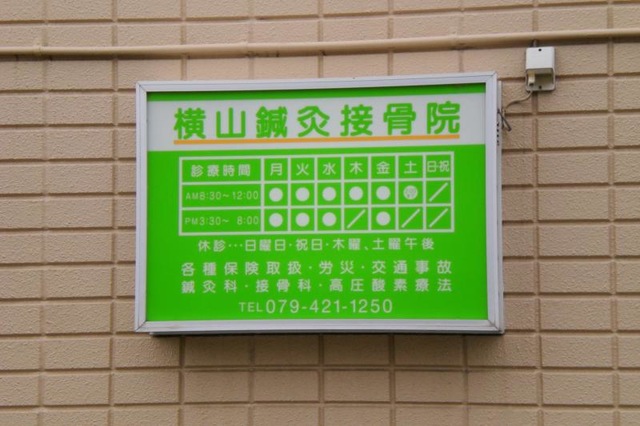 横山鍼灸接骨院
診療時間 月 火 水 木 金 土 日・祝
AM8:30～12:00 ● ● ● ● ● ／
PM3:30～ 8:00 ● ● ● ／ ● ／ ／
休診…日曜日・祝日・木曜、土曜午後
各種保険取扱・労災・交通事故
鍼灸科・接骨科・高圧酸素療法
TEL079-421-1250